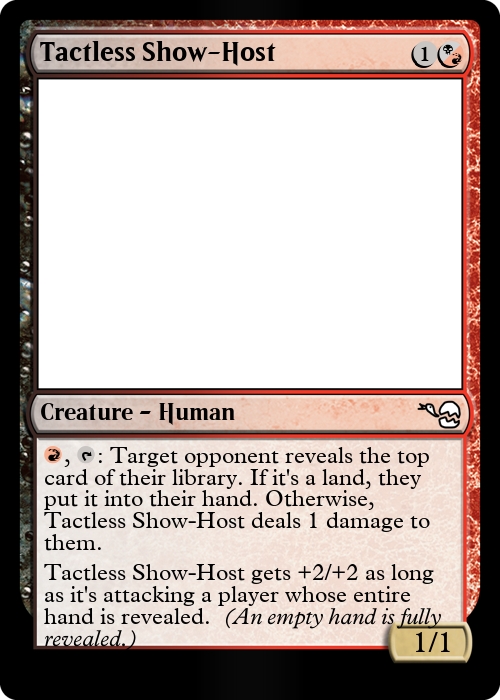 Tactless Show-Host 1
Creature - Human
, : Target opponent reveals the top
card of their library. If it's a land, they
put it into their hand. Otherwise,
Tactless Show-Host deals 1 damage to
them.
Tactless Show-Host gets +2/+2 as long
as it's attacking a player whose entire
hand is revealed. (An empty hand is fully
revealed.)
1/1